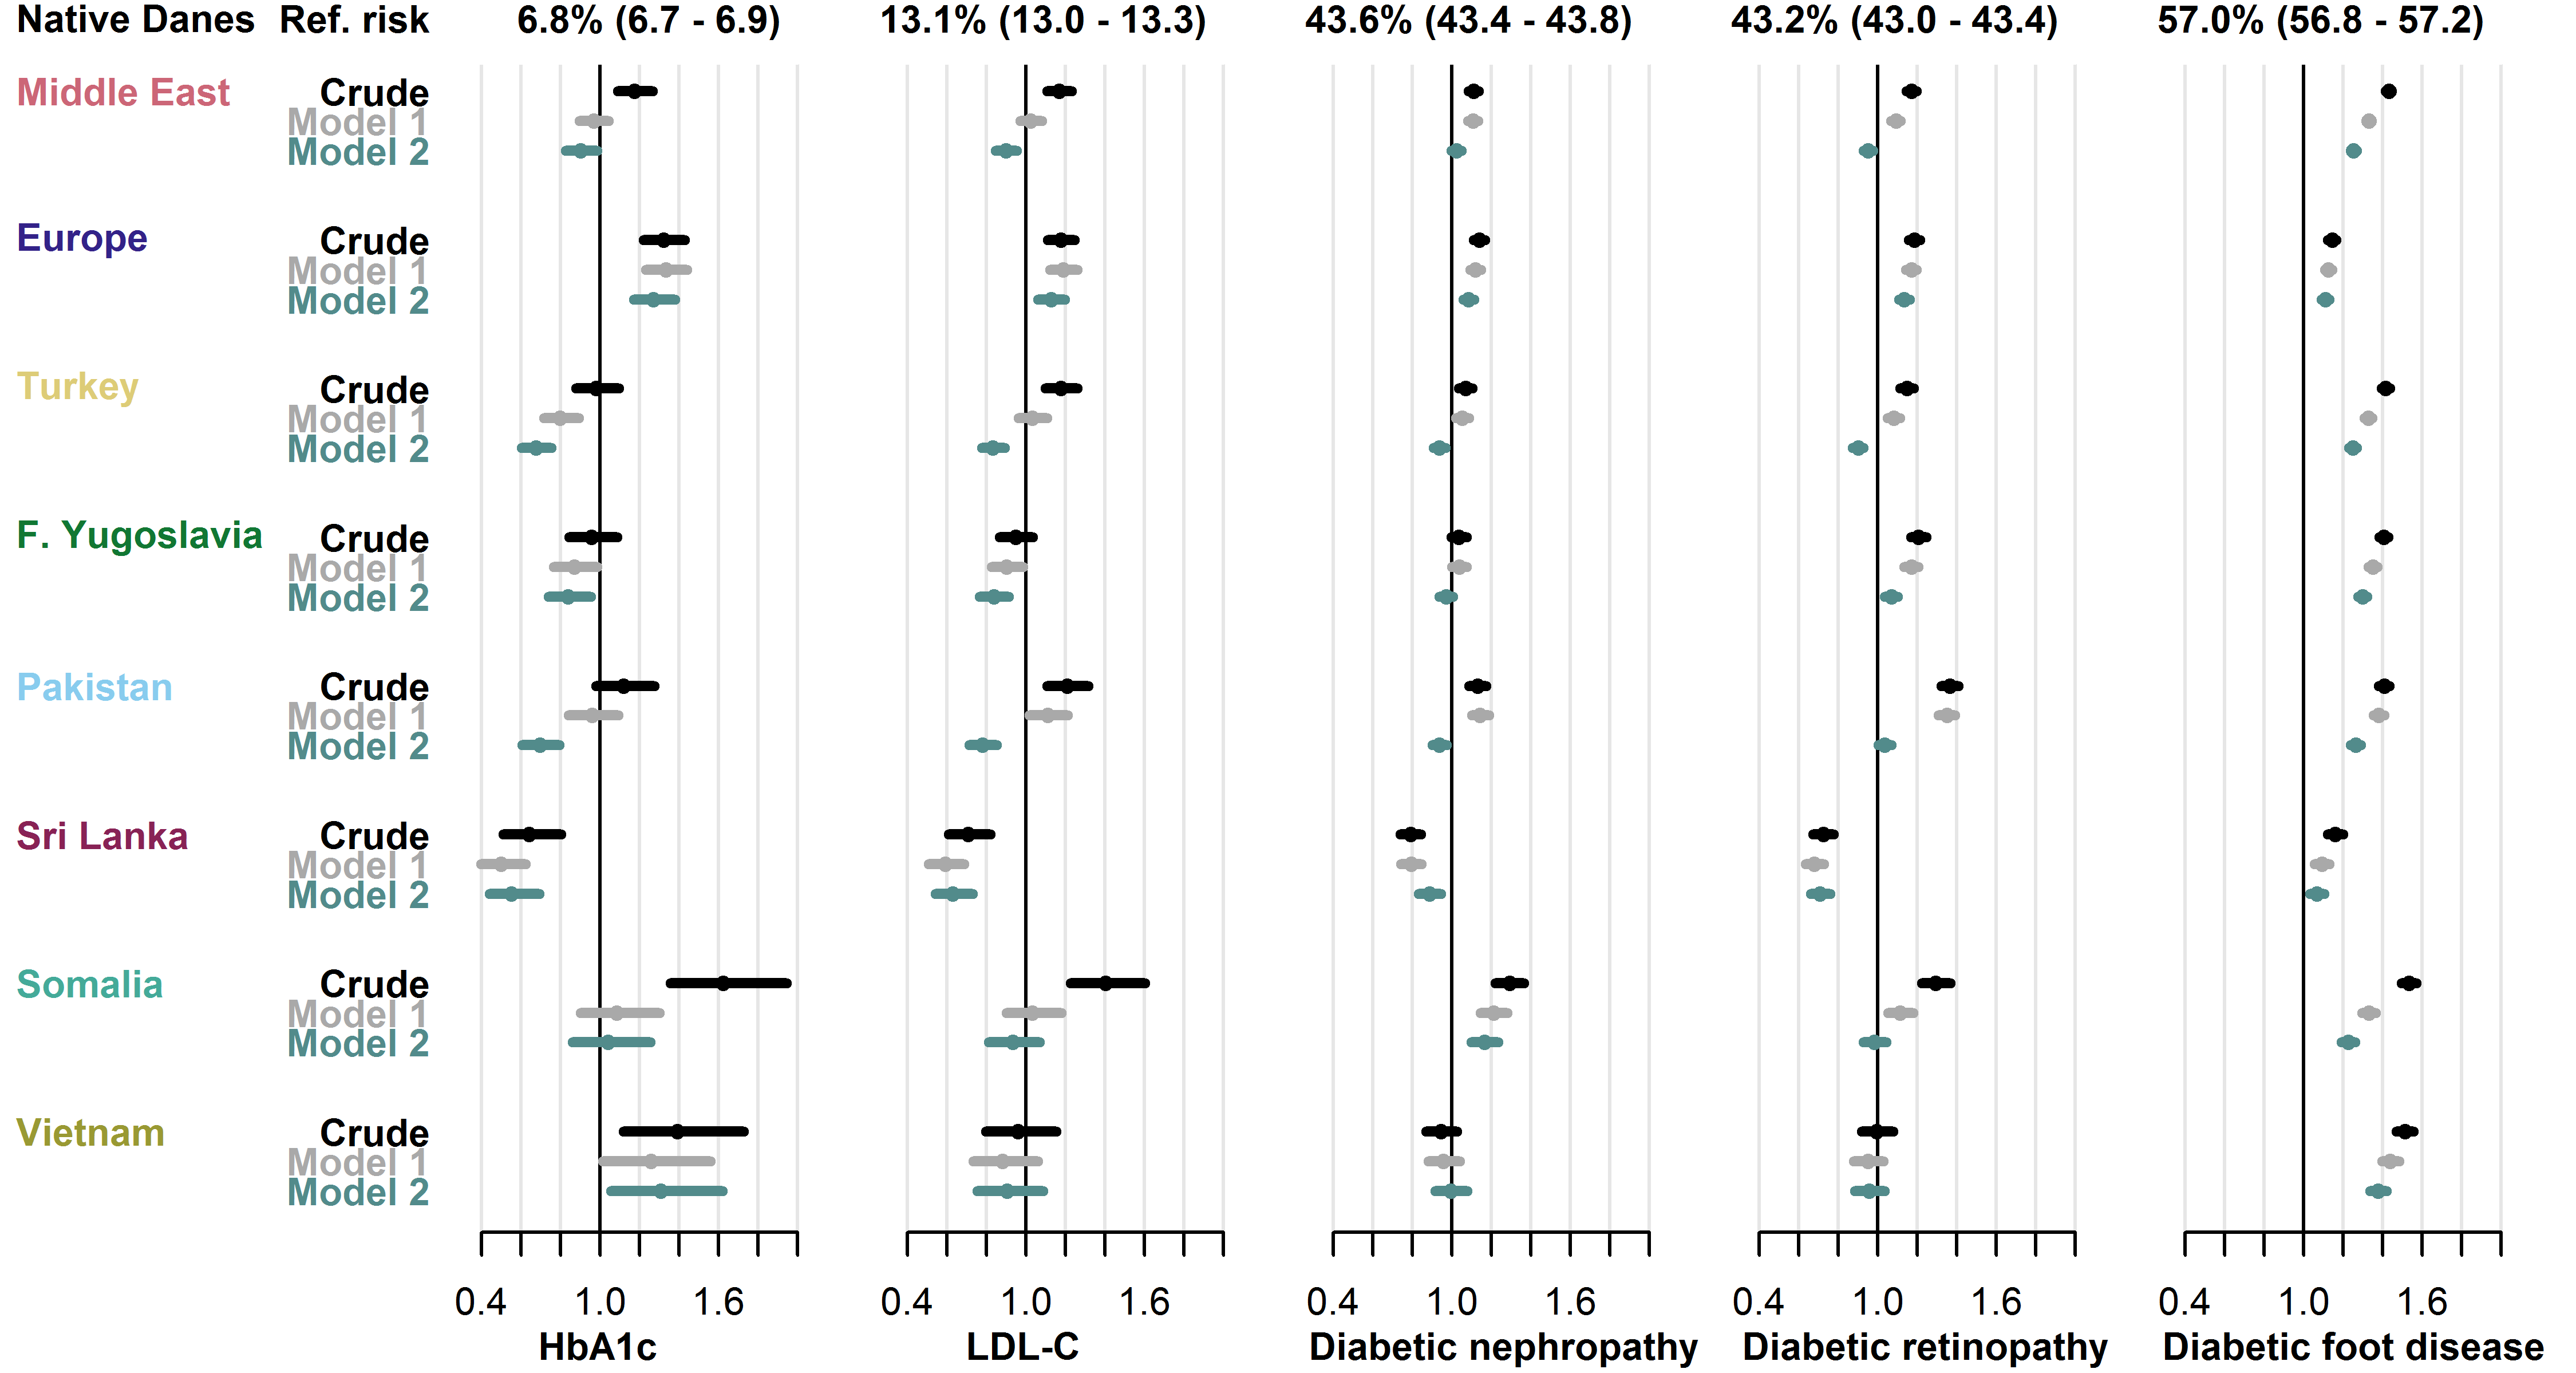 Native Danes Ref. risk 6.8% (6.7 - 6.9) 13.1% (13.0 - 13.3) 43.6% (43.4 - 43.8) 43.2% (43.0 - 43.4) 57.0% (56.8 - 57.2)
Middle East Crude
Model 1
Model 2
Europe Crude
Model 1
Model 2
Turkey Crude
Model 1
Model 2
F. Yugoslavia Crude
Model 1
Model 2
Pakistan Crude
Model 1
Model 2
Sri Lanka Crude
Model 1
Model 2
Somalia Crude
Model 1
Model 2
Vietnam Crude
Model 1
Model 2
0.4 1.0 1.6 0.4 1.0 1.6 0.4 1.0 1.6 0.4 1.0 1.6 0.4 1.0 1.6
HbA1c LDL-C Diabetic nephropathy Diabetic retinopathy Diabetic foot disease